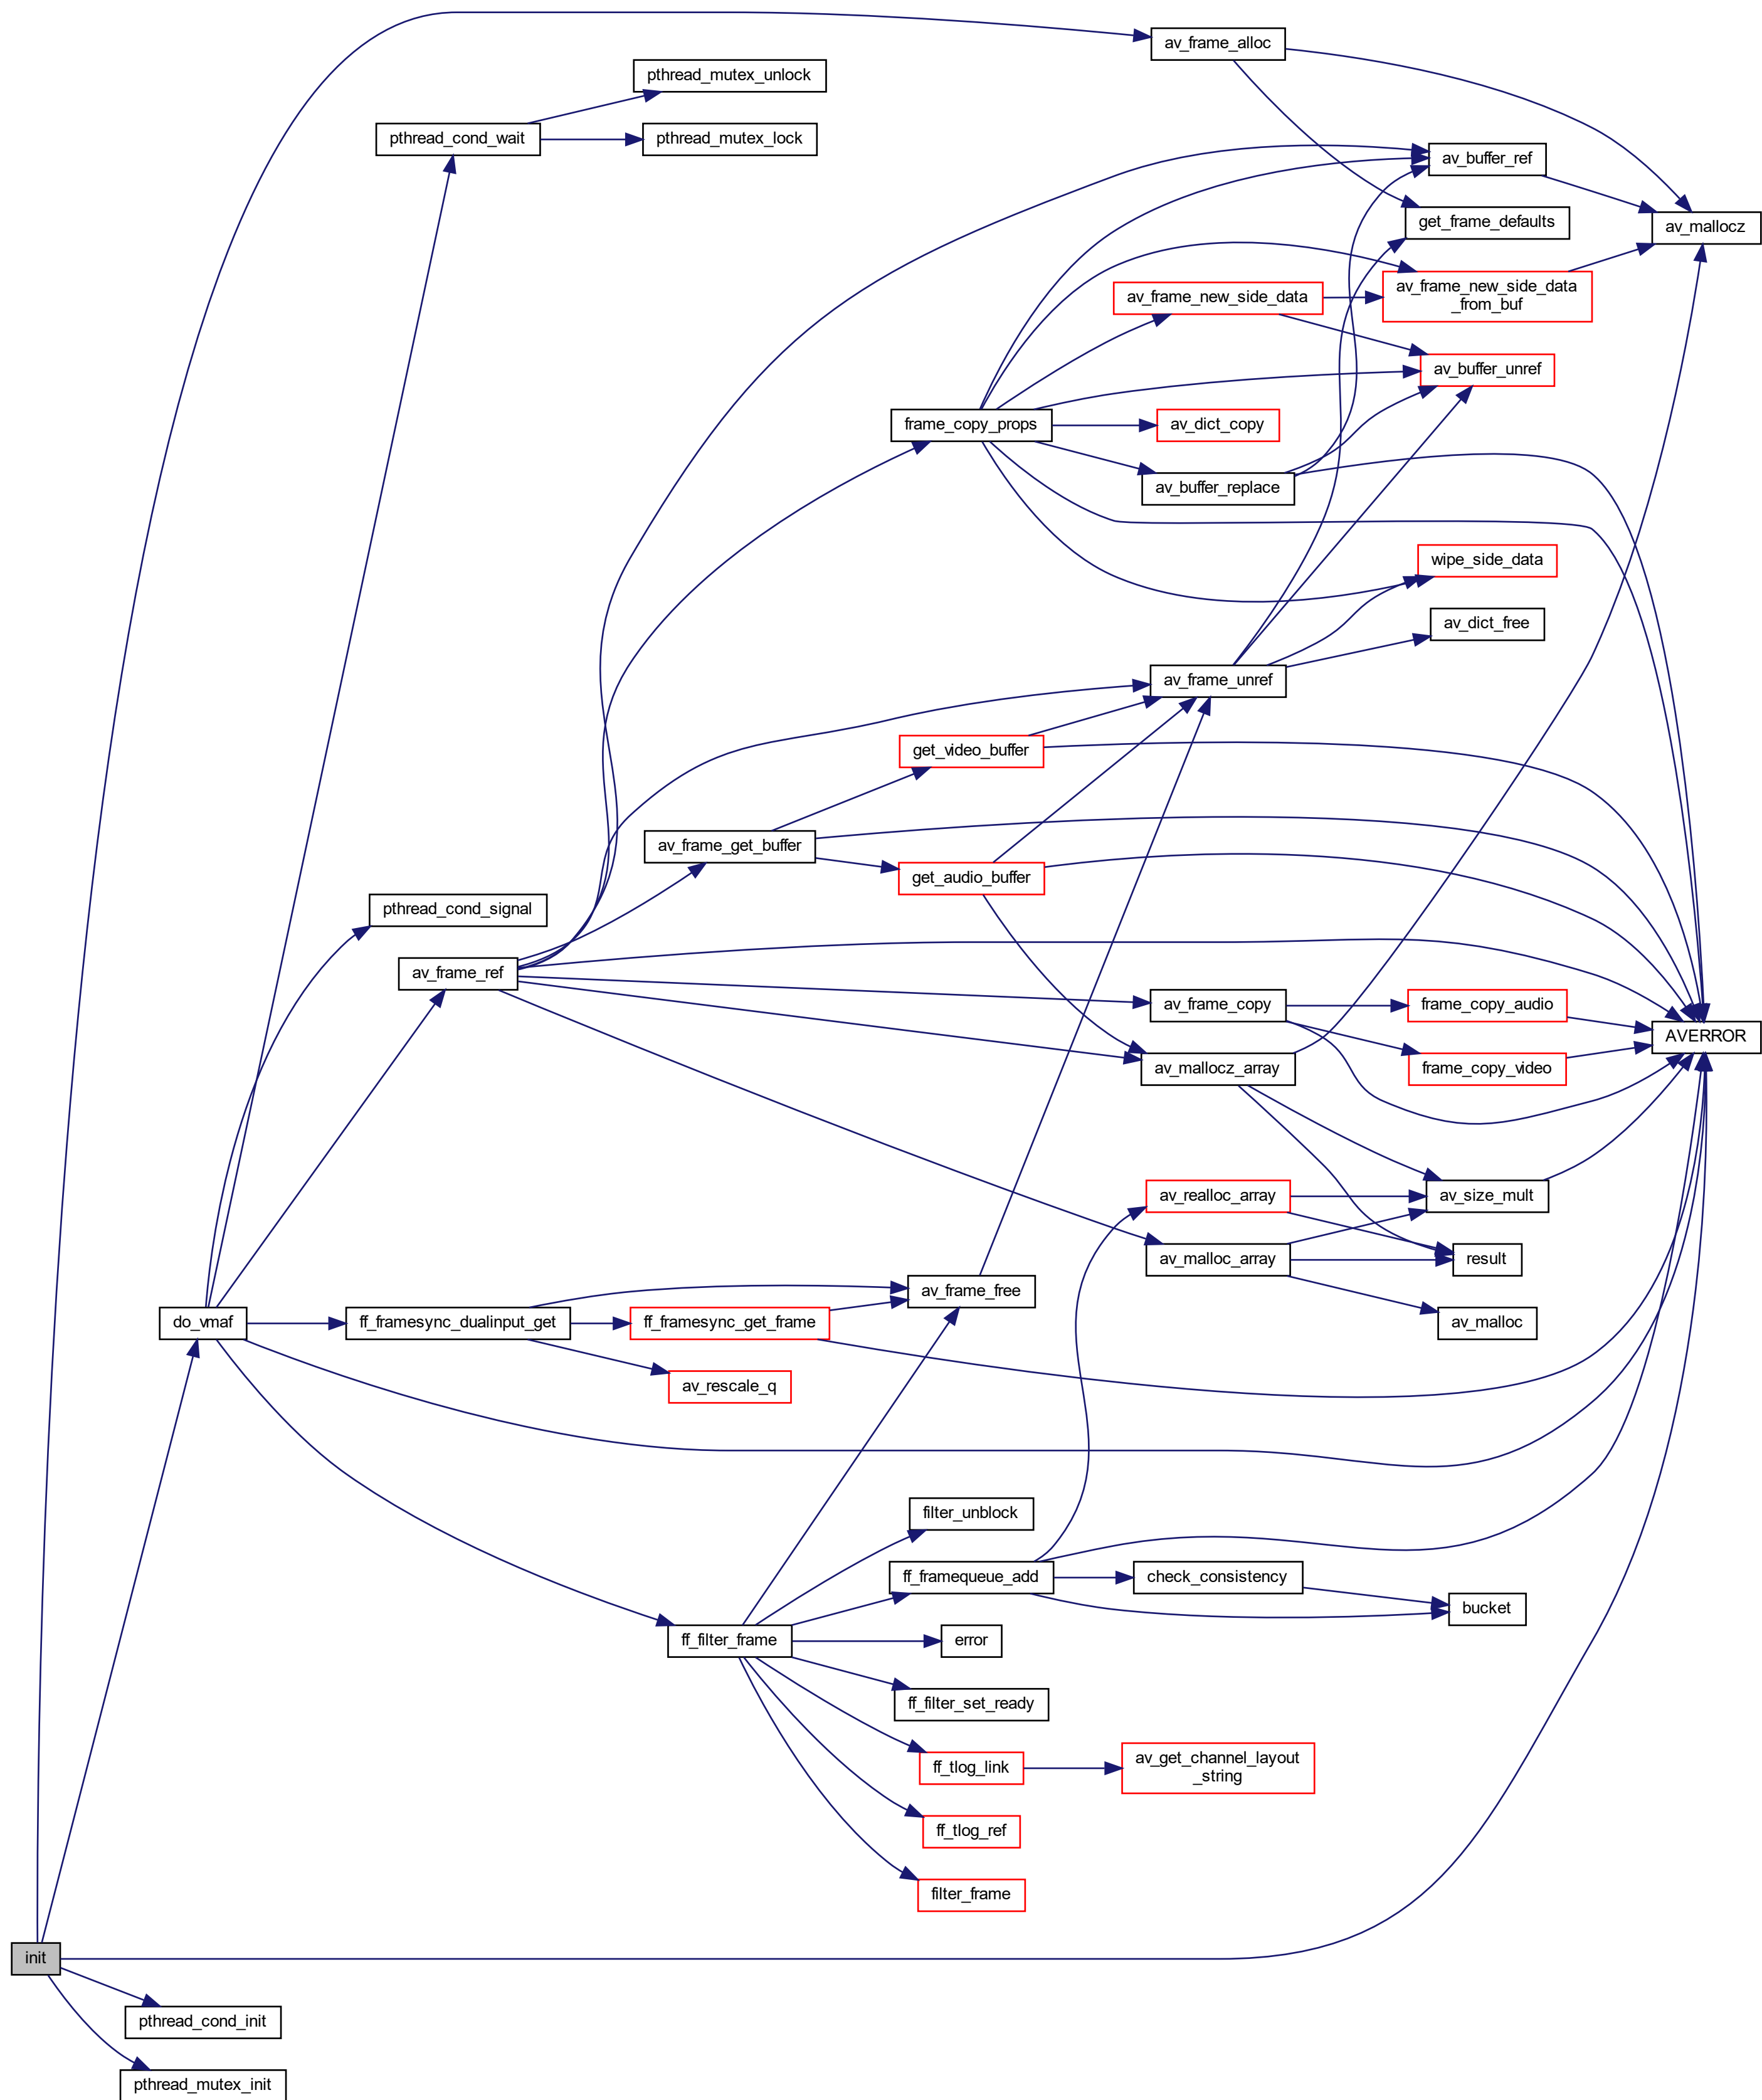 av_frame_alloc
pthread_mutex_unlock
pthread_cond_wait
pthread_mutex_lock
av_buffer_ref
get_frame_defaults
av_mallocz
av_frame_new_side_data
av_frame_new_side_data
_from_buf
av_buffer_unref
frame_copy_props
av_dict_copy
av_buffer_replace
wipe_side_data
av_dict_free
av_frame_unref
get_video_buffer
av_frame_get_buffer
get_audio_buffer
pthread_cond_signal
av_frame_ref
av_frame_copy
frame_copy_audio
AVERROR
av_mallocz_array
frame_copy_video
av_realloc_array
av_size_mult
av_malloc_array
result
av_frame_free
do_vmaf
ff_framesync_dualinput_get
ff_framesync_get_frame
av_malloc
av_rescale_q
filter_unblock
ff_framequeue_add
check_consistency
bucket
ff_filter_frame
error
ff_filter_set_ready
ff_tlog_link
av_get_channel_layout
_string
ff_tlog_ref
filter_frame
init
pthread_cond_init
pthread_mutex_init